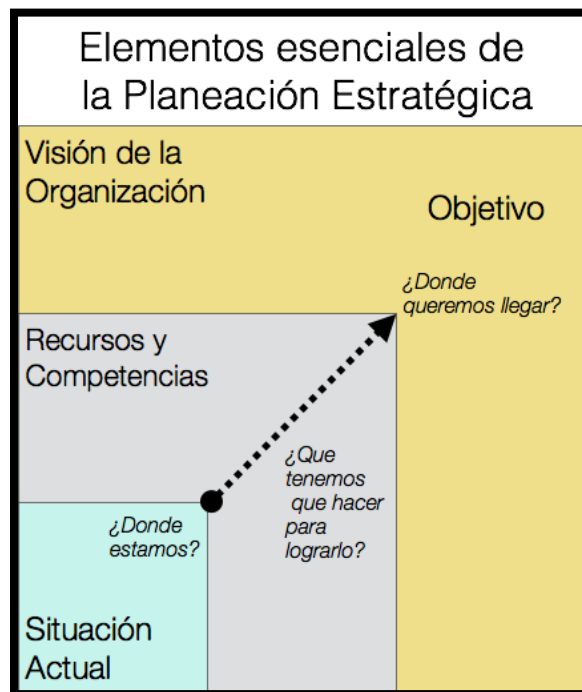 Elementos esenciales de
la Planeación Estratégica
Visión de la
Organización
Objetivo
¿Donde
queremos llegar?
Recursos y
Competencias
¿Que
tenemos
que hacer
para
lograrlo?
¿Donde
estamos?
Situación
Actual